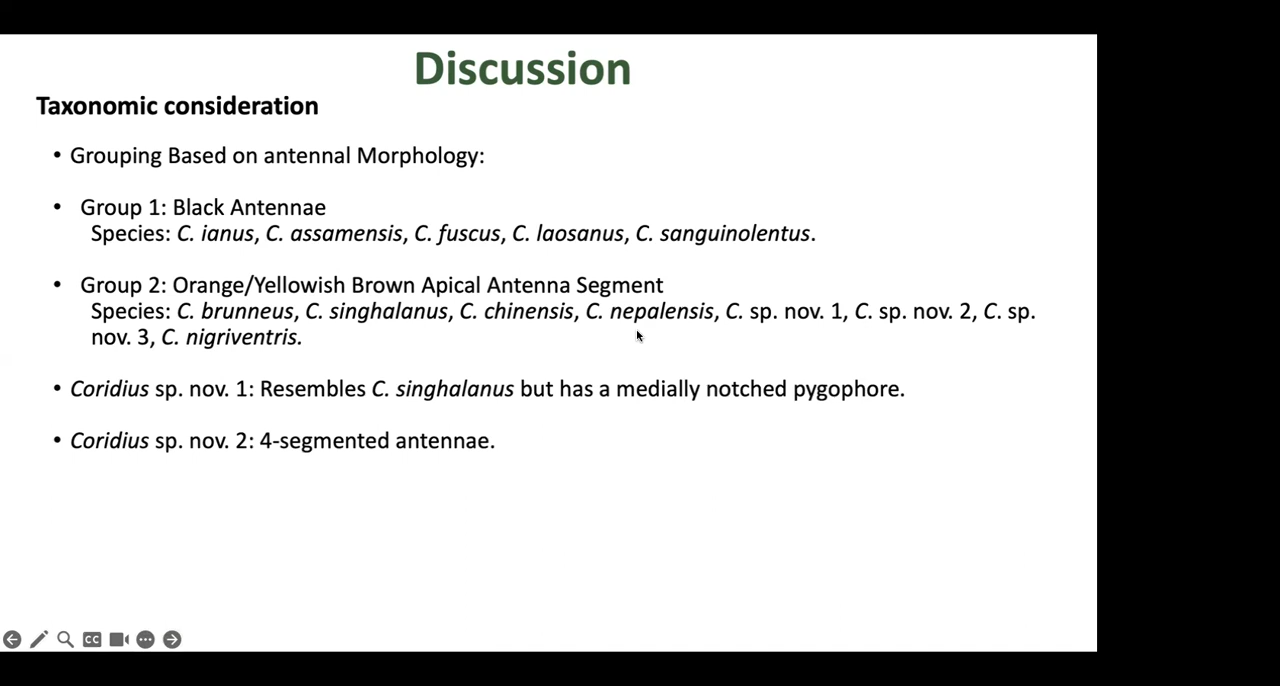 Discussion
Taxonomic consideration
• Grouping Based on antennal Morphology:
• Group 1: Black Antennae
Species: C. ianus, C. assamensis, C. fuscus, C. laosanus, C. sanguinolentus.
• Group 2: Orange/Yellowish Brown Apical Antenna Segment
Species: C. brunneus, C. singhalanus, C. chinensis, C. nepalensis, C. sp. nov. 1, C. sp. nov. 2, C. sp.
nov. 3, C. nigriventris.
• Coridius sp. nov. 1: Resembles C. singhalanus but has a medially notched pygophore.
• Coridius sp. nov. 2: 4-segmented antennae.
CC